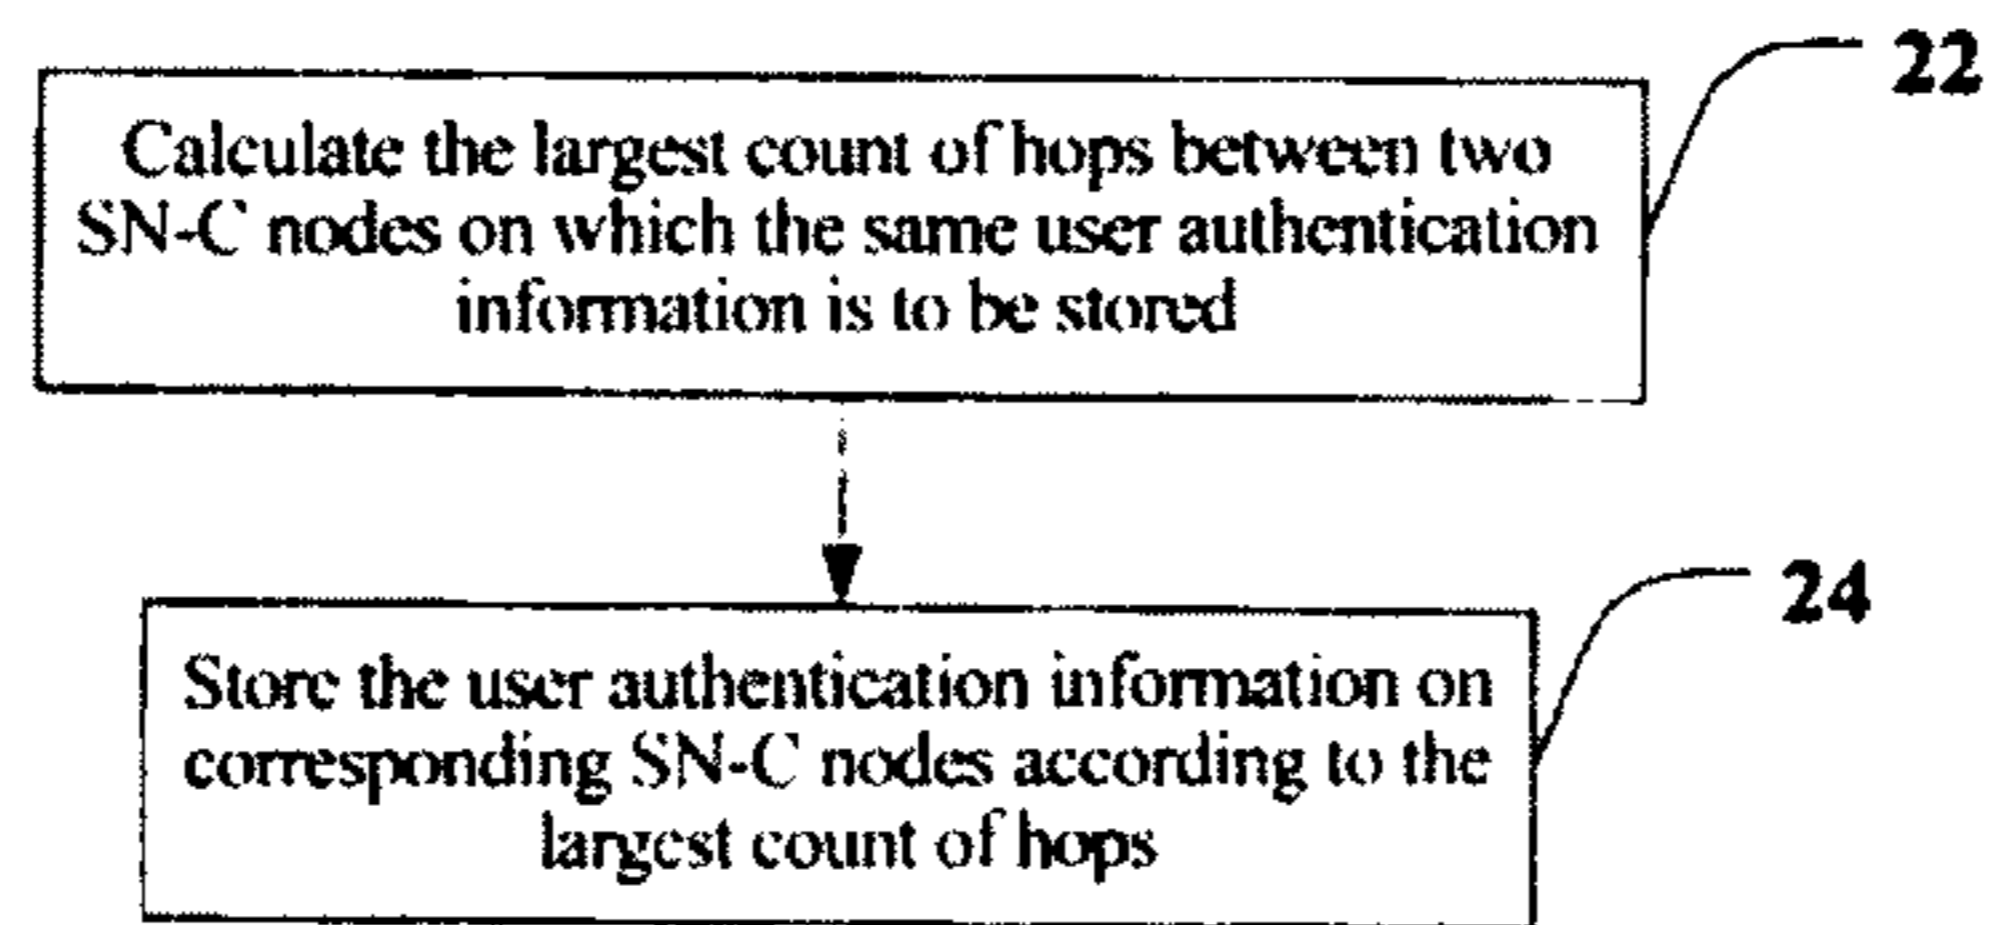 22
Calculate the largest count of hops between two
SN-C nodes on which the same user authentication
information is to be stored
24
Store the user authentication information on
corresponding SN-C nodes according to the
largest count of hops